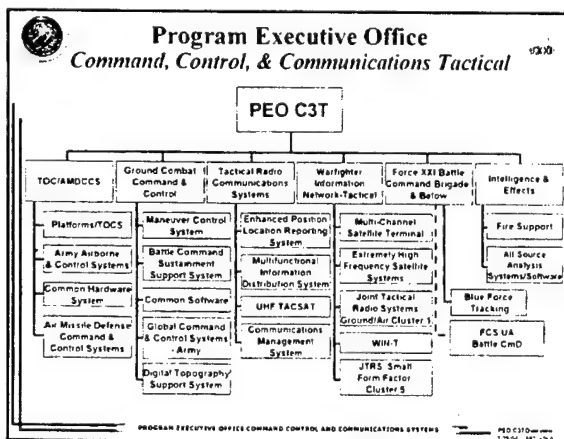 Program Executive Office
Command, Control, & Communications Tactical
PEO C3T
TOC/AMDCCS
Ground Combat
Command &
Control
Tactical Radio
Communications
Systems
Warfighter
Information
Network-Tactical
Force XXI Battle
Command Brigade
& Below
Intelligence &
Effects
Platforms/TOCS
Army Airborne
& Control Systems
Common Hardware
System
Air Missile Defense
Command &
Control Systems
Maneuver Control
System
Battle Command
Sustainment
Support System
Common Software
Global Command
& Control Systems
- Army
Digital Topography
Support System
Enhanced Position
Location Reporting
System
Multifunctional
Information
Distribution System
UHF TACSAT
Communications
Management
System
Multi-Channel
Satellite Terminal
Extremely High
Frequency Satellite
Systems
Joint Tactical
Radio Systems
Ground/Air Cluster 1
WIN-T
JTRS Small
Form Factor
Cluster 5
Blue Force
Tracking
FCS UA
Battle CmD
Fire Support
All Source
Analysis
Systems/Software
PROGRAM EXECUTIVE OFFICE COMMAND CONTROL AND COMMUNICATIONS SYSTEMS
PEO C3T Overview